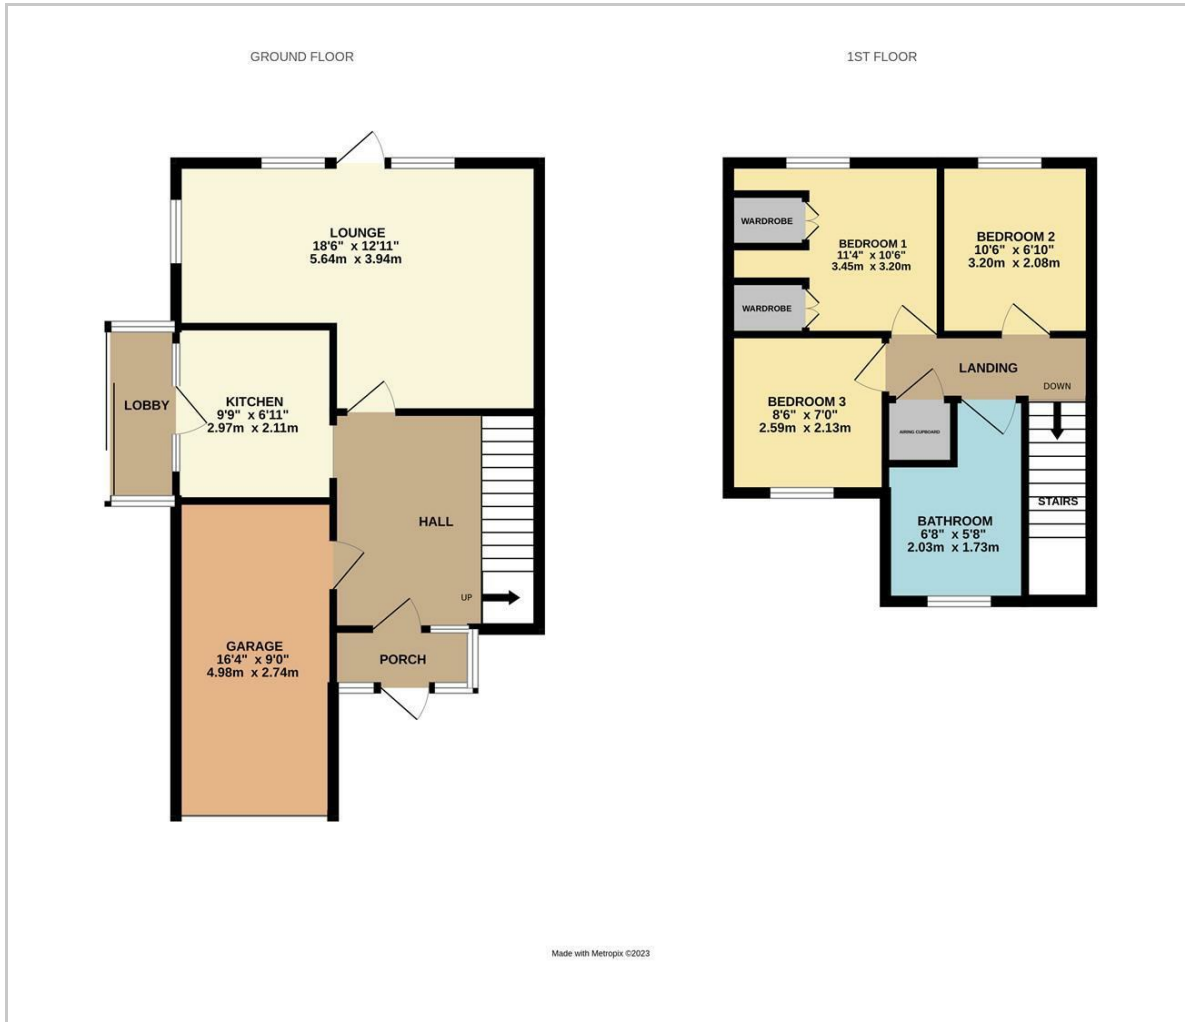 GROUND FLOOR
LOUNGE
18'6" x 12'11"
5.64m x 3.94m
LOBBY
KITCHEN
9'9" x 6'11"
2.97m x 2.11m
HALL
UP
GARAGE
16'4" x 9'0"
4.98m x 2.74m
PORCH
1ST FLOOR
WARDROBE
BEDROOM 1
11'4" x 10'6"
3.45m x 3.20m
BEDROOM 2
10'6" x 6'10"
3.20m x 2.08m
WARDROBE
LANDING
DOWN
BEDROOM 3
8'6" x 7'0"
2.59m x 2.13m
AIRING CUPBOARD
STAIRS
BATHROOM
6'8" x 5'8"
2.03m x 1.73m
Made with Metropix ©2023